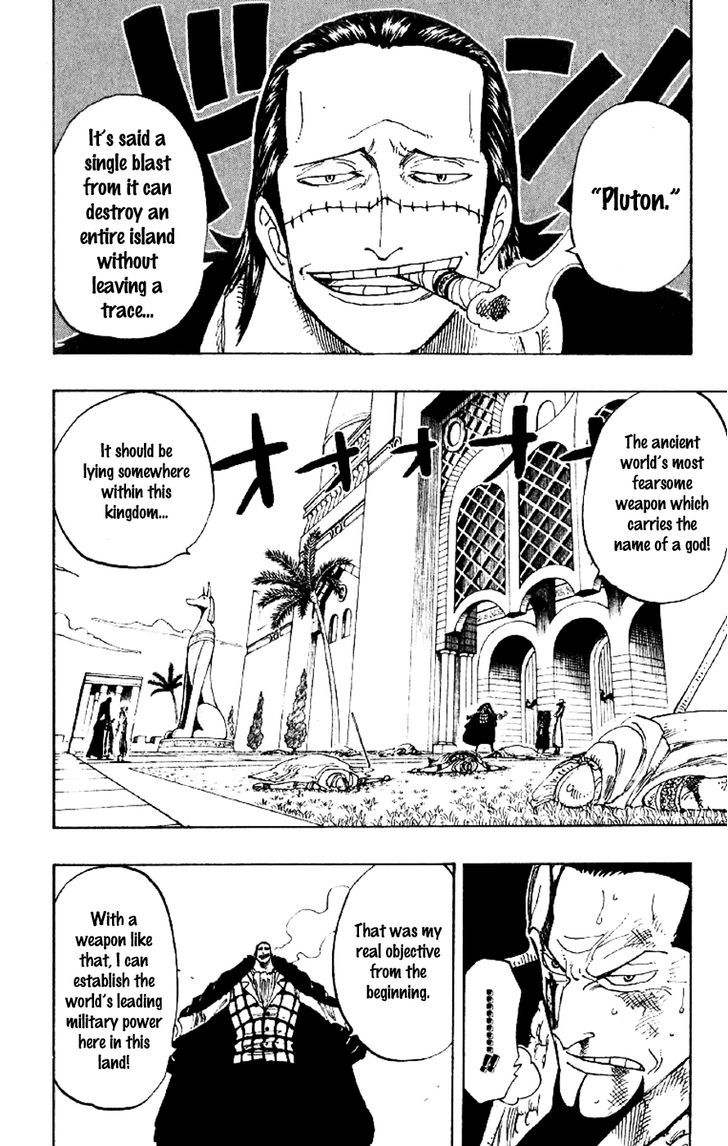 ドン
“Pluton.”
It's said a
single blast
from it can
destroy an
entire island
without
leaving a
trace...
The ancient
world's most
fearsome
weapon which
carries the
name of a god!
オオオオオ
It should be
lying somewhere
within this
kingdom...
.........!!
That was my
real objective
from the
beginning.
With a
weapon like
that, I can
establish the
world's leading
military power
here in this
land!